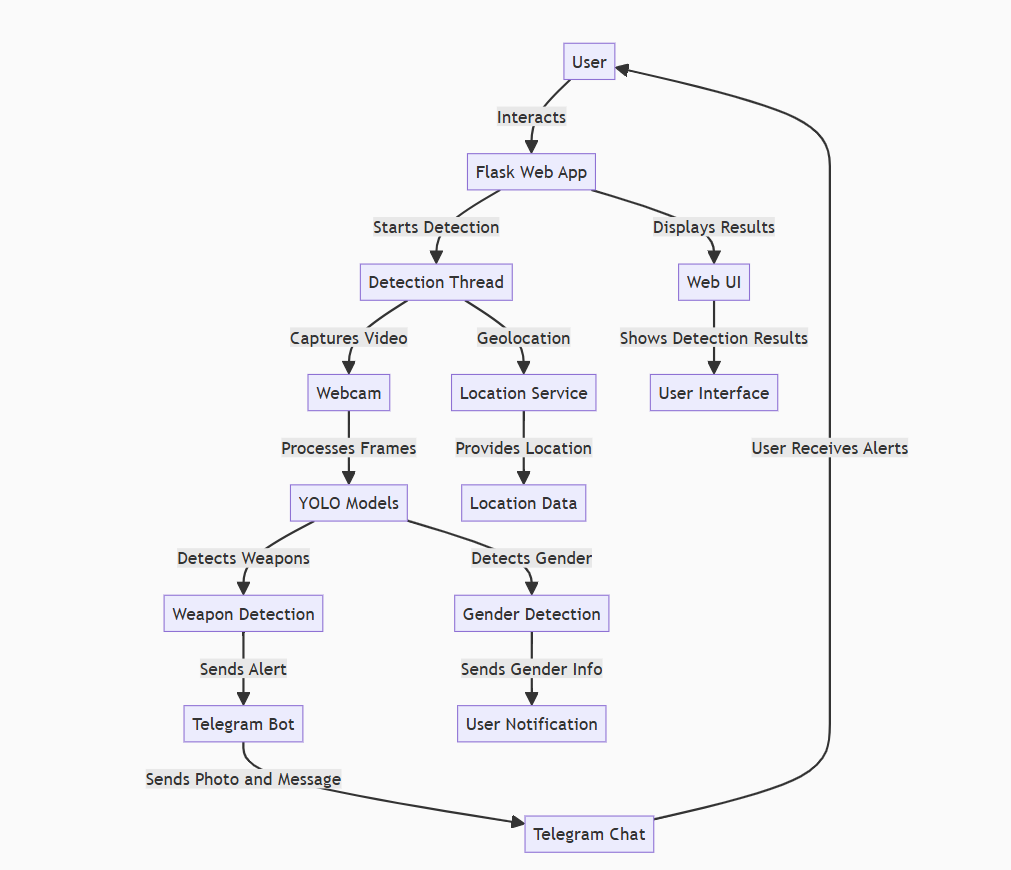 User
Interacts
Flask Web App
Starts Detection
Displays Results
Detection Thread
Web UI
Captures Video
Geolocation
Shows Detection Results
Webcam
Location Service
User Interface
Processes Frames
Provides Location
User Receives Alerts
YOLO Models
Location Data
Detects Weapons
Detects Gender
Weapon Detection
Gender Detection
Sends Alert
Sends Gender Info
Telegram Bot
User Notification
Sends Photo and Message
Telegram Chat